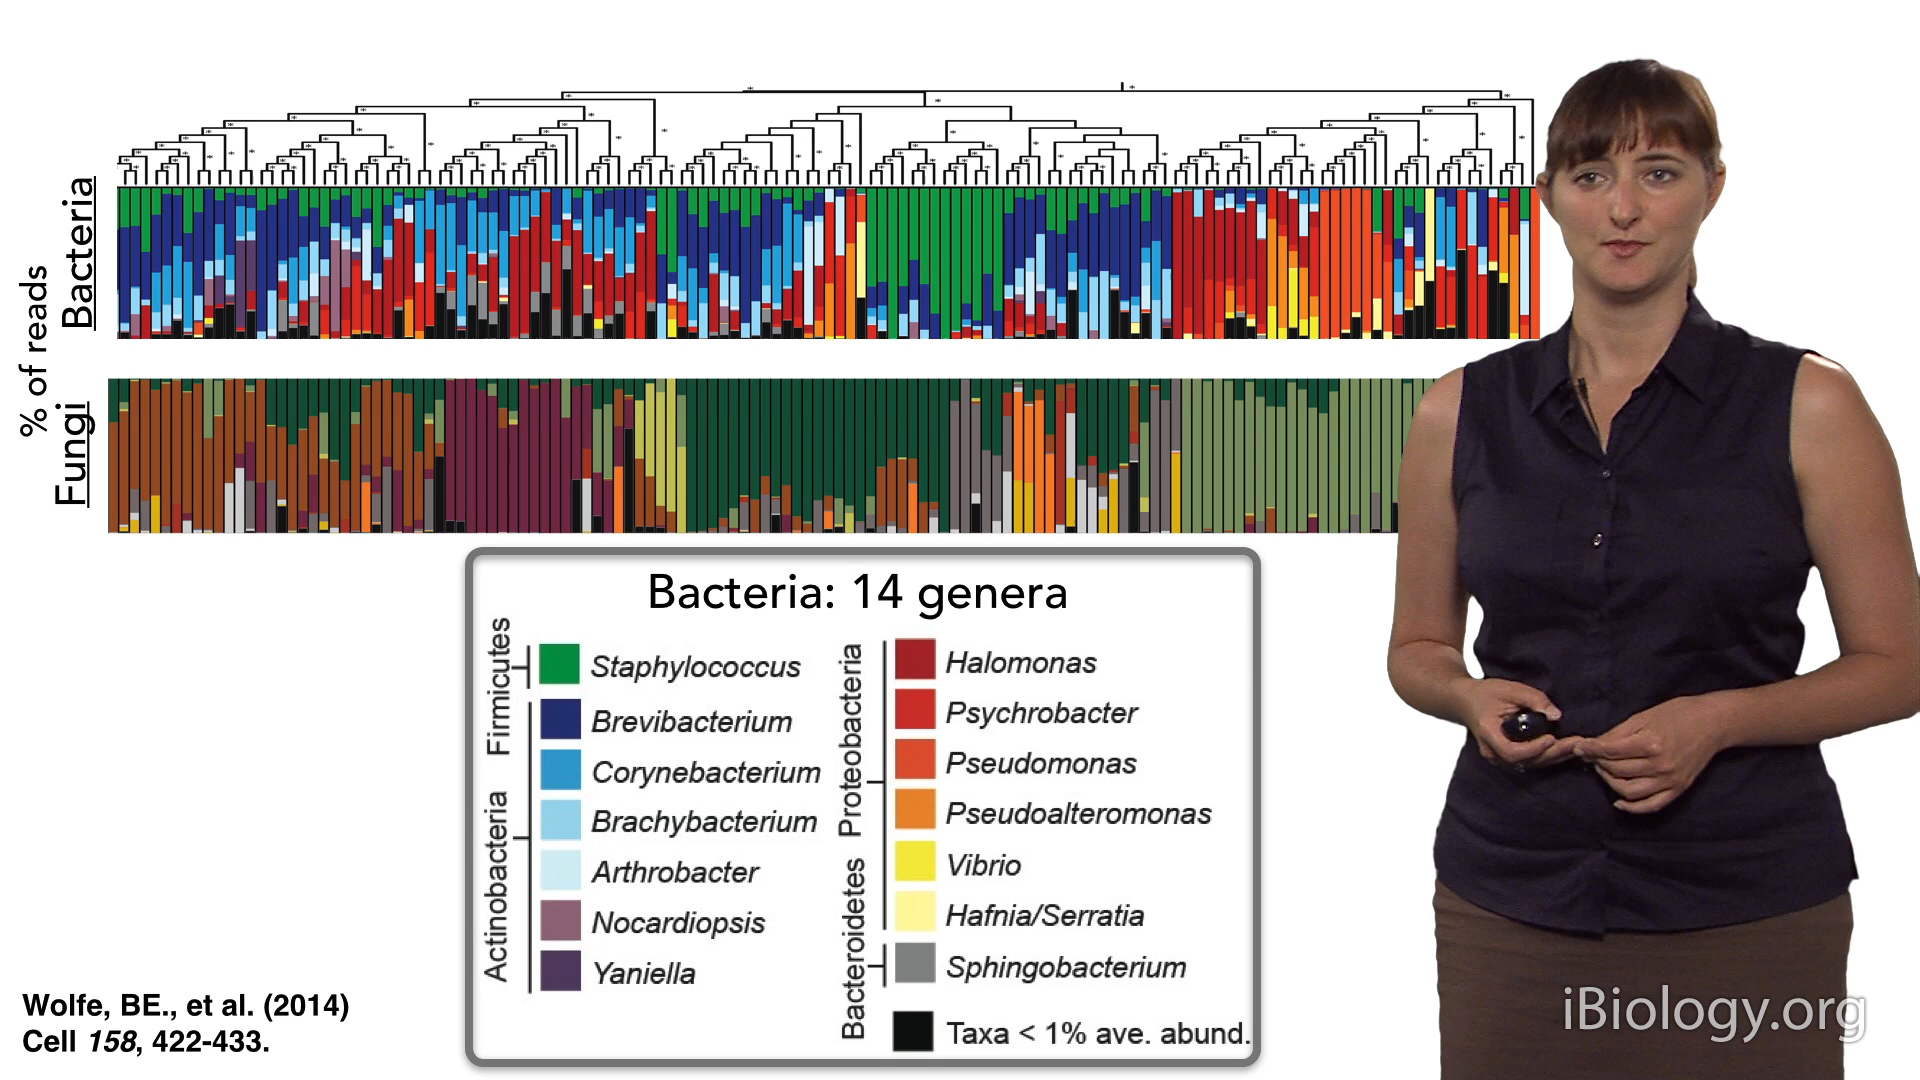 % of reads
Bacteria
Fungi
Bacteria: 14 genera
Firmicutes
Staphylococcus
Actinobacteria
Brevibacterium
Corynebacterium
Brachybacterium
Arthrobacter
Nocardiopsis
Yaniella
Proteobacteria
Halomonas
Psychrobacter
Pseudomonas
Pseudoalteromonas
Vibrio
Hafnia/Serratia
Bacteroidetes
Sphingobacterium
Taxa < 1% ave. abund.
Wolfe, BE., et al. (2014)
Cell 158, 422-433.
iBiology.org